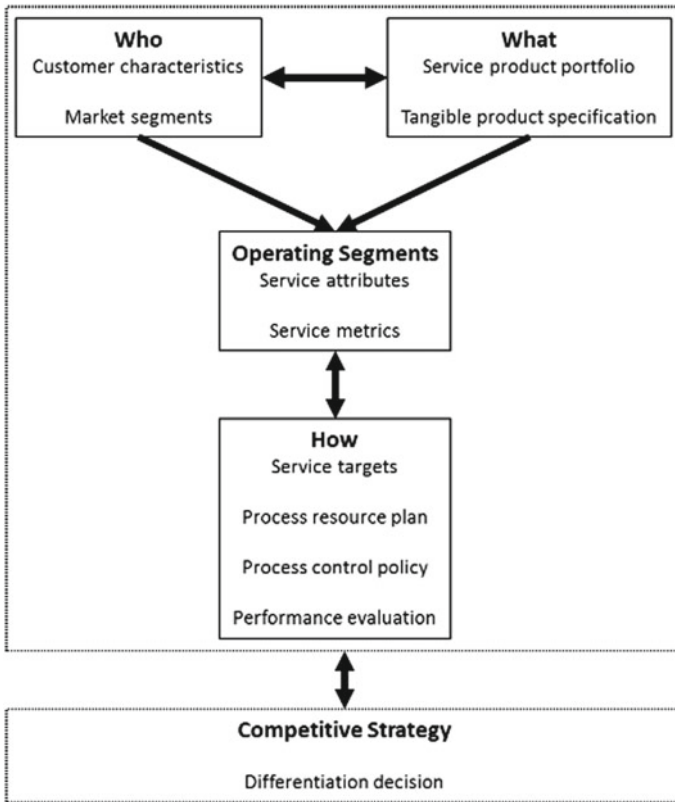 Who
Customer characteristics
Market segments
What
Service product portfolio
Tangible product specification
Operating Segments
Service attributes
Service metrics
How
Service targets
Process resource plan
Process control policy
Performance evaluation
Competitive Strategy
Differentiation decision